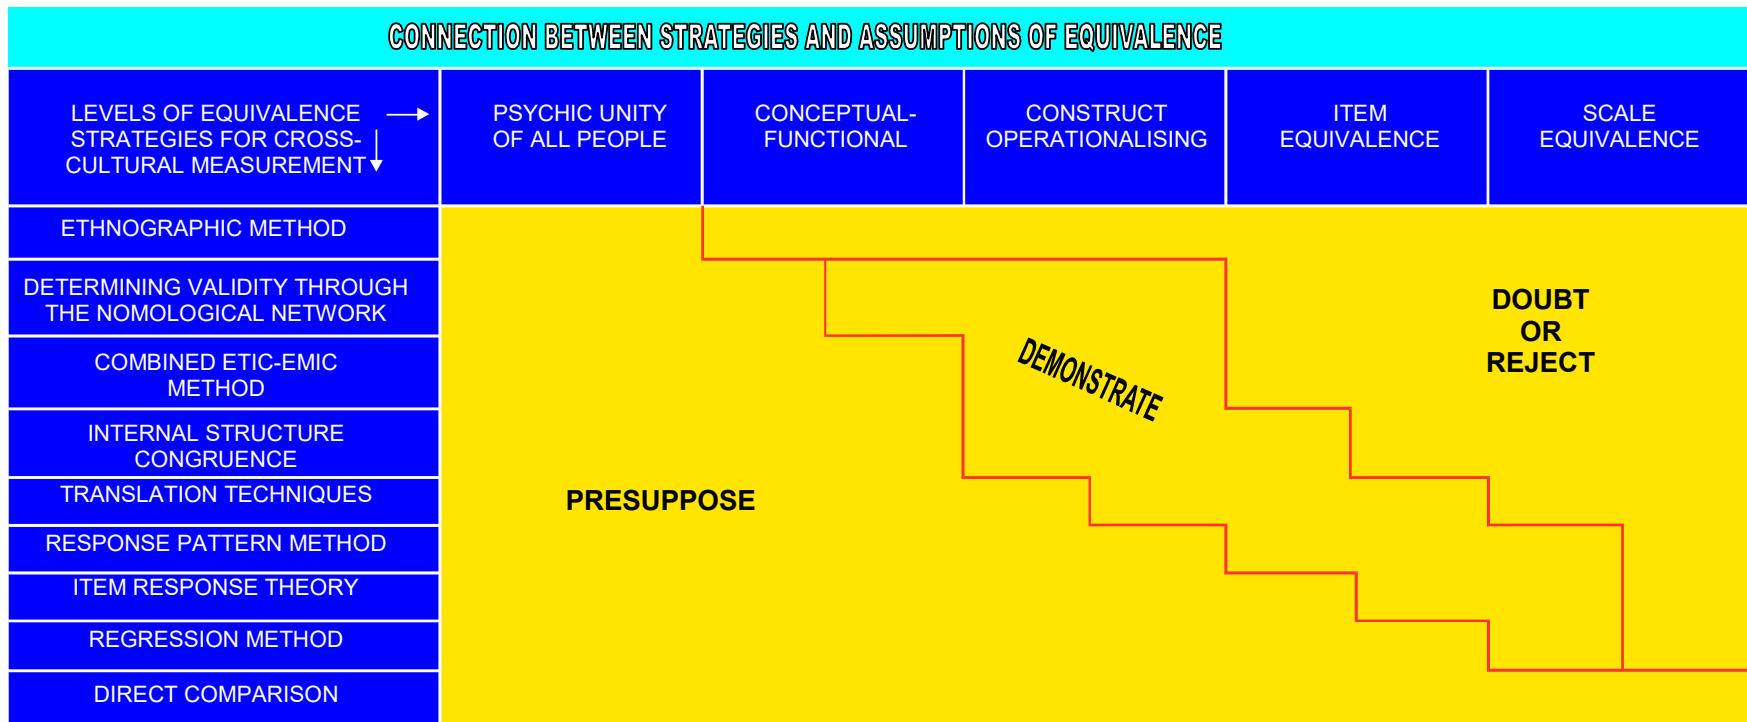 CONNECTION BETWEEN STRATEGIES AND ASSUMPTIONS OF EQUIVALENCE
LEVELS OF EQUIVALENCE
STRATEGIES FOR CROSS-
CULTURAL MEASUREMENT
PSYCHIC UNITY
OF ALL PEOPLE
CONCEPTUAL-
FUNCTIONAL
CONSTRUCT
OPERATIONALISING
ITEM
EQUIVALENCE
SCALE
EQUIVALENCE
ETHNOGRAPHIC METHOD
DETERMINING VALIDITY THROUGH
THE NOMOLOGICAL NETWORK
COMBINED ETIC-EMIC
METHOD
INTERNAL STRUCTURE
CONGRUENCE
TRANSLATION TECHNIQUES
RESPONSE PATTERN METHOD
ITEM RESPONSE THEORY
REGRESSION METHOD
DIRECT COMPARISON
PRESUPPOSE
DEMONSTRATE
DOUBT
OR
REJECT